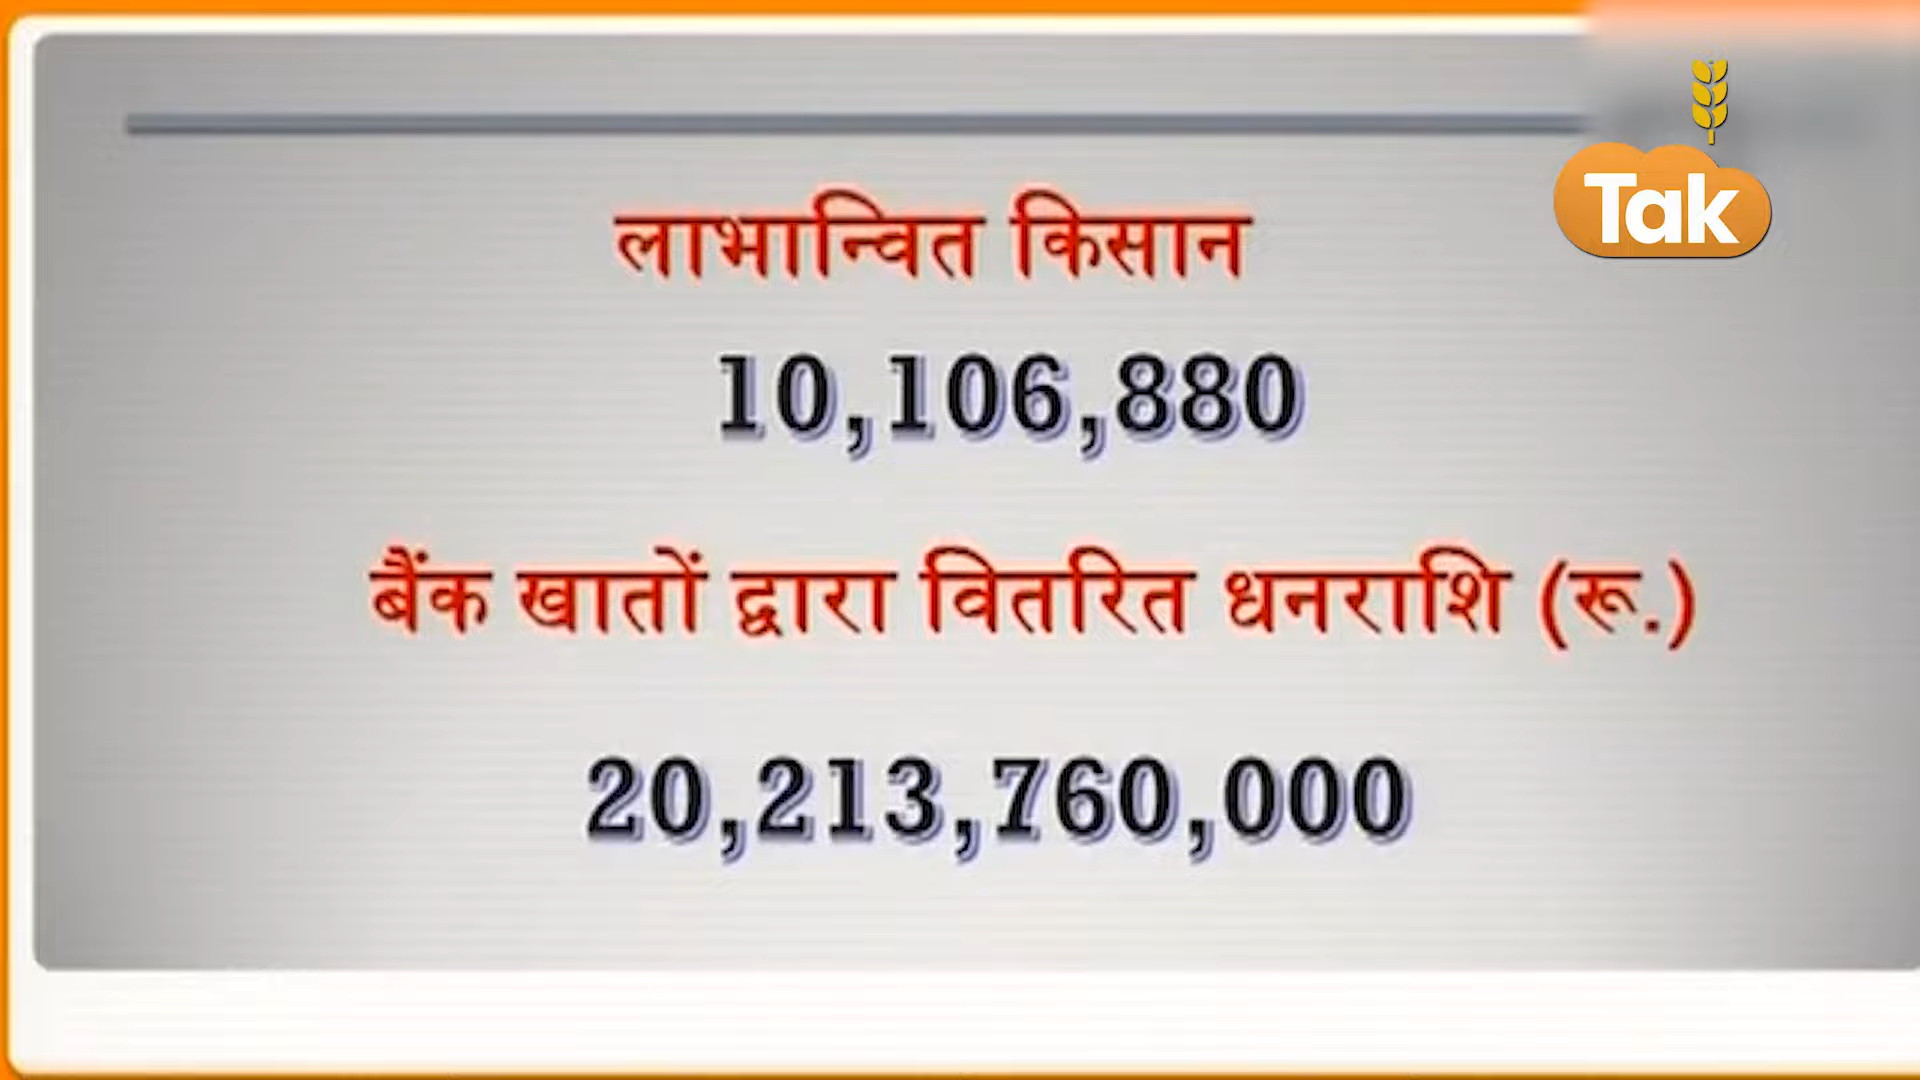 Tak
लाभान्वित किसान
10,106,880
बैंक खातों द्वारा वितरित धनराशि (रू.)
20,213,760,000